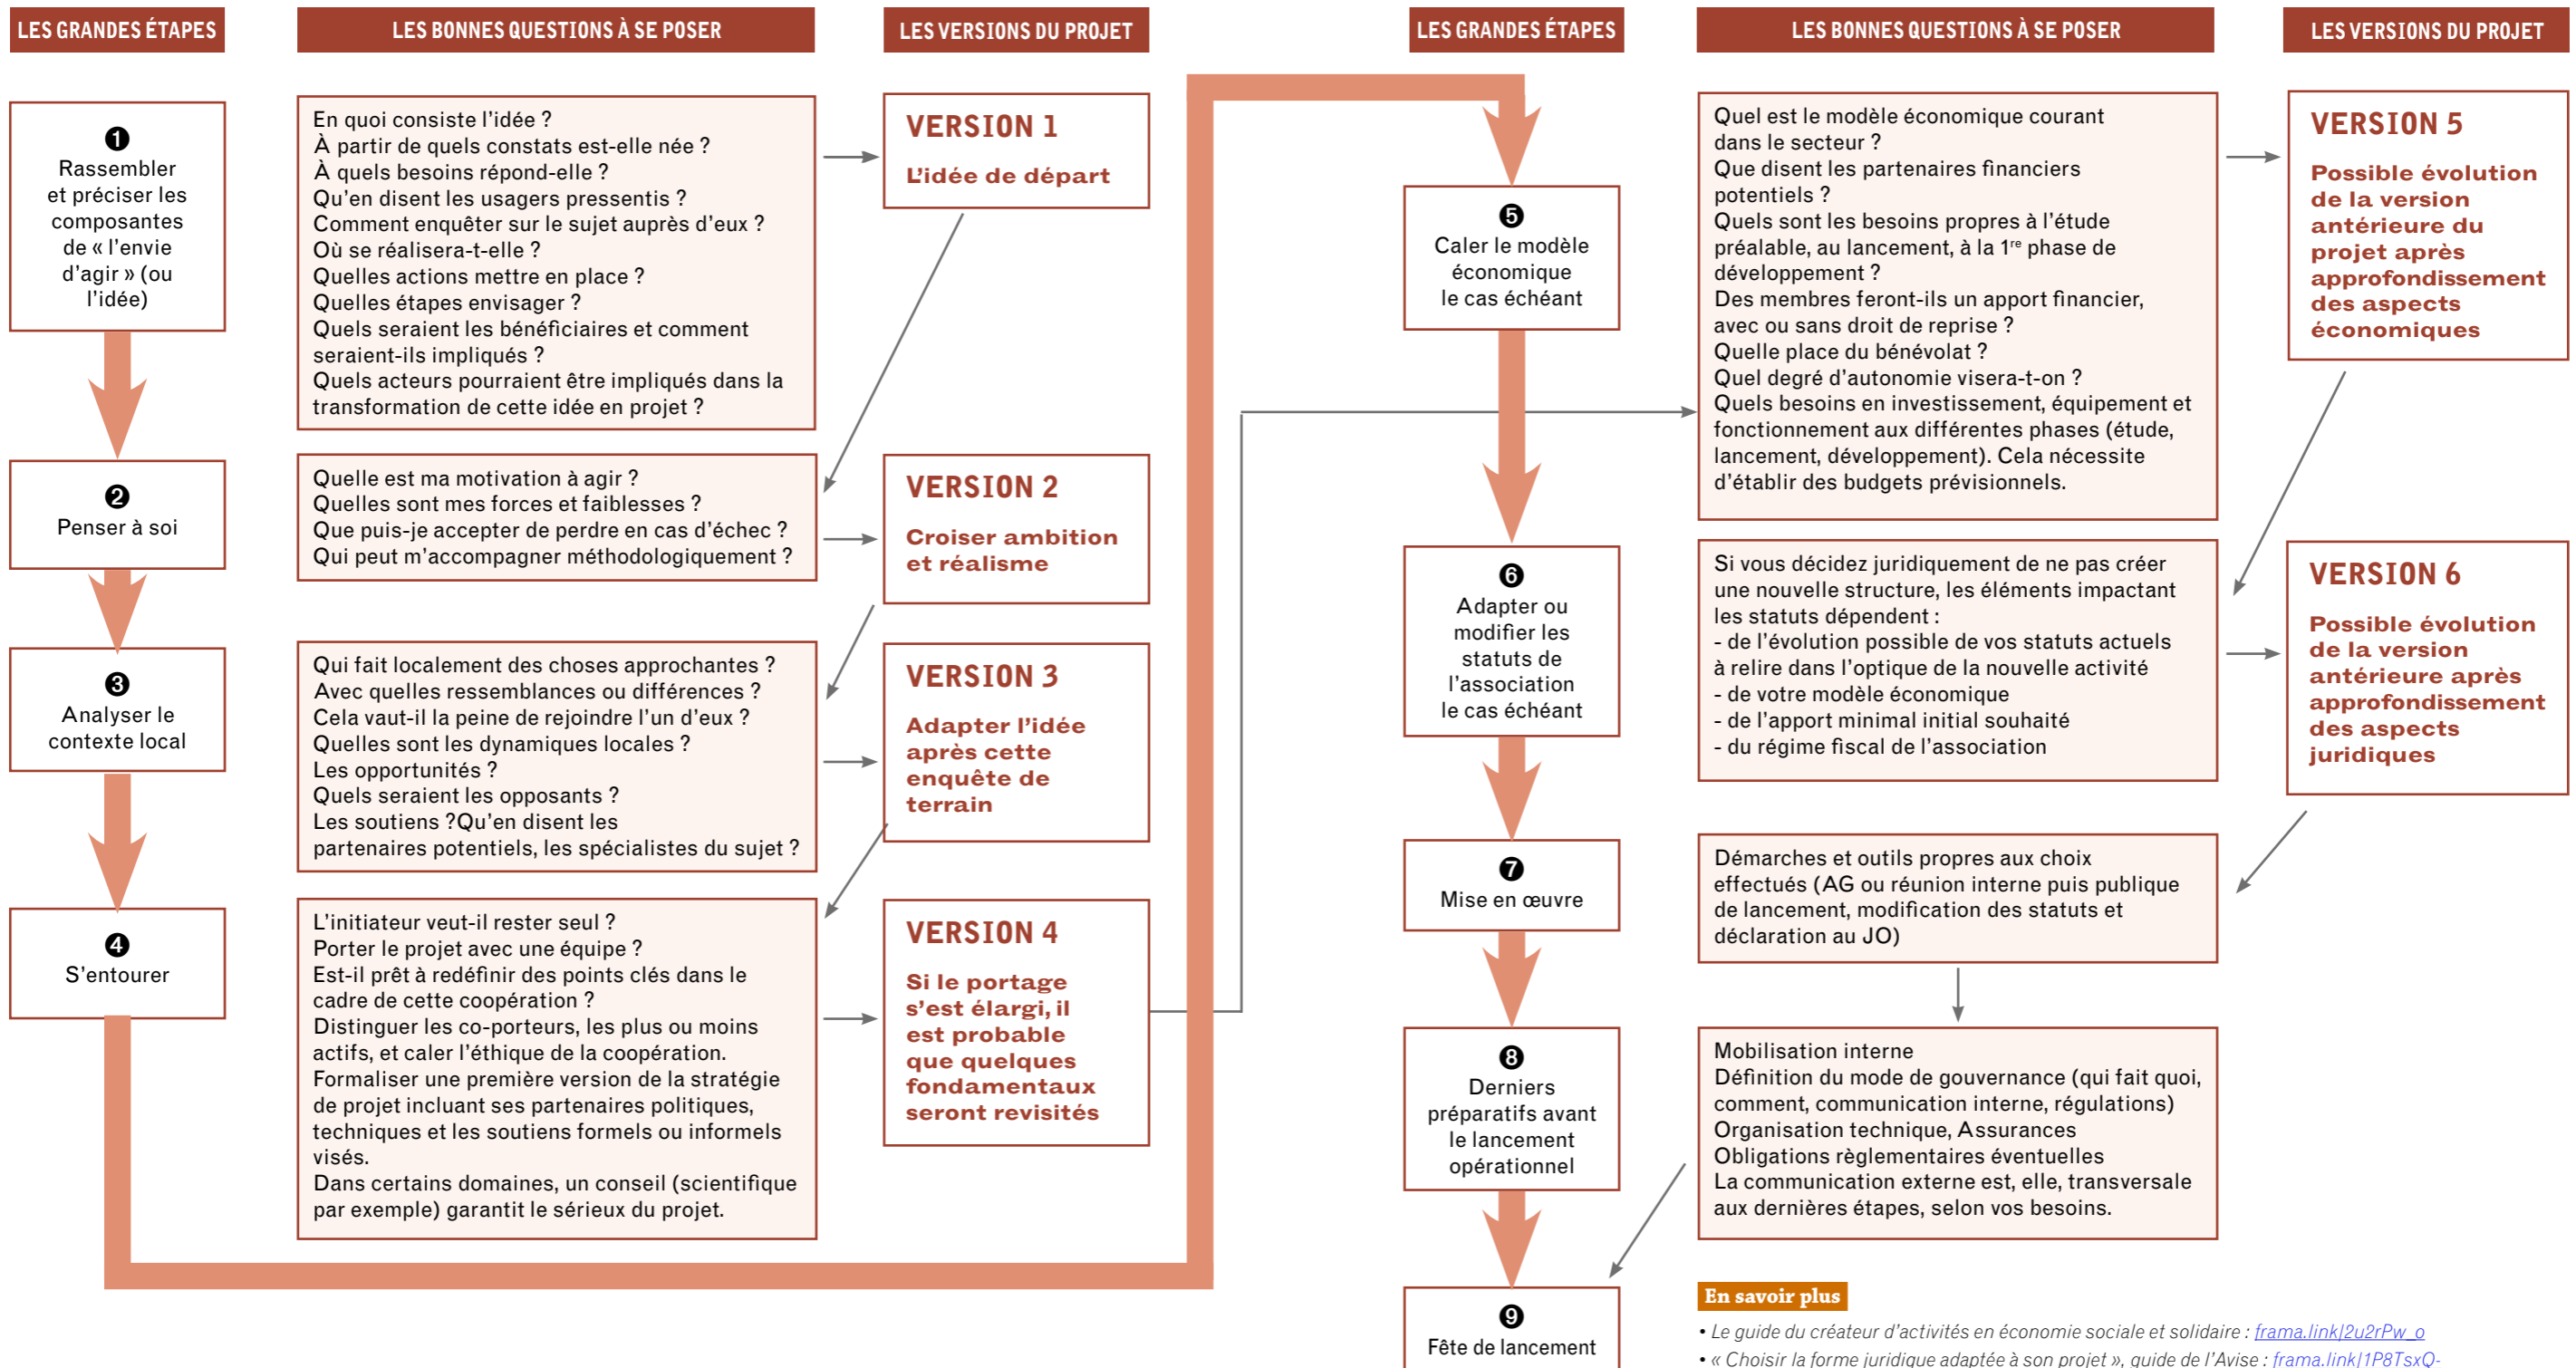 LES GRANDES ÉTAPES
LES BONNES QUESTIONS À SE POSER
LES VERSIONS DU PROJET
❶
Rassembler
et préciser les
composantes
de « l'envie
d'agir » (ou
l'idée)
En quoi consiste l'idée ?
À partir de quels constats est-elle née ?
À quels besoins répond-elle ?
Qu'en disent les usagers pressentis ?
Comment enquêter sur le sujet auprès d'eux ?
Où se réalisera-t-elle ?
Quelles actions mettre en place ?
Quelles étapes envisager ?
Quels seraient les bénéficiaires et comment
seraient-ils impliqués ?
Quels acteurs pourraient être impliqués dans la
transformation de cette idée en projet ?
VERSION 1
L'idée de départ
❷
Penser à soi
Quelle est ma motivation à agir ?
Quelles sont mes forces et faiblesses ?
Que puis-je accepter de perdre en cas d'échec ?
Qui peut m'accompagner méthodologiquement ?
VERSION 2
Croiser ambition
et réalisme
❸
Analyser le
contexte local
Qui fait localement des choses approchantes ?
Avec quelles ressemblances ou différences ?
Cela vaut-il la peine de rejoindre l'un d'eux ?
Quelles sont les dynamiques locales ?
Les opportunités ?
Quels seraient les opposants ?
Les soutiens ?Qu'en disent les
partenaires potentiels, les spécialistes du sujet ?
VERSION 3
Adapter l'idée
après cette
enquête de
terrain
❹
S'entourer
L'initiateur veut-il rester seul ?
Porter le projet avec une équipe ?
Est-il prêt à redéfinir des points clés dans le
cadre de cette coopération ?
Distinguer les co-porteurs, les plus ou moins
actifs, et caler l'éthique de la coopération.
Formaliser une première version de la stratégie
de projet incluant ses partenaires politiques,
techniques et les soutiens formels ou informels
visés.
Dans certains domaines, un conseil (scientifique
par exemple) garantit le sérieux du projet.
VERSION 4
Si le portage
s'est élargi, il
est probable
que quelques
fondamentaux
seront revisités
LES GRANDES ÉTAPES
LES BONNES QUESTIONS À SE POSER
LES VERSIONS DU PROJET
❺
Caler le modèle
économique
le cas échéant
Quel est le modèle économique courant
dans le secteur ?
Que disent les partenaires financiers
potentiels ?
Quels sont les besoins propres à l'étude
préalable, au lancement, à la 1re phase de
développement ?
Des membres feront-ils un apport financier,
avec ou sans droit de reprise ?
Quelle place du bénévolat ?
Quel degré d'autonomie visera-t-on ?
Quels besoins en investissement, équipement et
fonctionnement aux différentes phases (étude,
lancement, développement). Cela nécessite
d'établir des budgets prévisionnels.
VERSION 5
Possible évolution
de la version
antérieure du
projet après
approfondissement
des aspects
économiques
❻
Adapter ou
modifier les
statuts de
l'association
le cas échéant
Si vous décidez juridiquement de ne pas créer
une nouvelle structure, les éléments impactant
les statuts dépendent :
- de l'évolution possible de vos statuts actuels
à relire dans l'optique de la nouvelle activité
- de votre modèle économique
- de l'apport minimal initial souhaité
- du régime fiscal de l'association
VERSION 6
Possible évolution
de la version
antérieure après
approfondissement
des aspects
juridiques
❼
Mise en œuvre
Démarches et outils propres aux choix
effectués (AG ou réunion interne puis publique
de lancement, modification des statuts et
déclaration au JO)
❽
Derniers
préparatifs avant
le lancement
opérationnel
Mobilisation interne
Définition du mode de gouvernance (qui fait quoi,
comment, communication interne, régulations)
Organisation technique, Assurances
Obligations règlementaires éventuelles
La communication externe est, elle, transversale
aux dernières étapes, selon vos besoins.
❾
Fête de lancement
En savoir plus
• Le guide du créateur d'activités en économie sociale et solidaire : frama.link/2u2rPw_o
• « Choisir la forme juridique adaptée à son projet », guide de l'Avise : frama.link/1P8TsxQ-